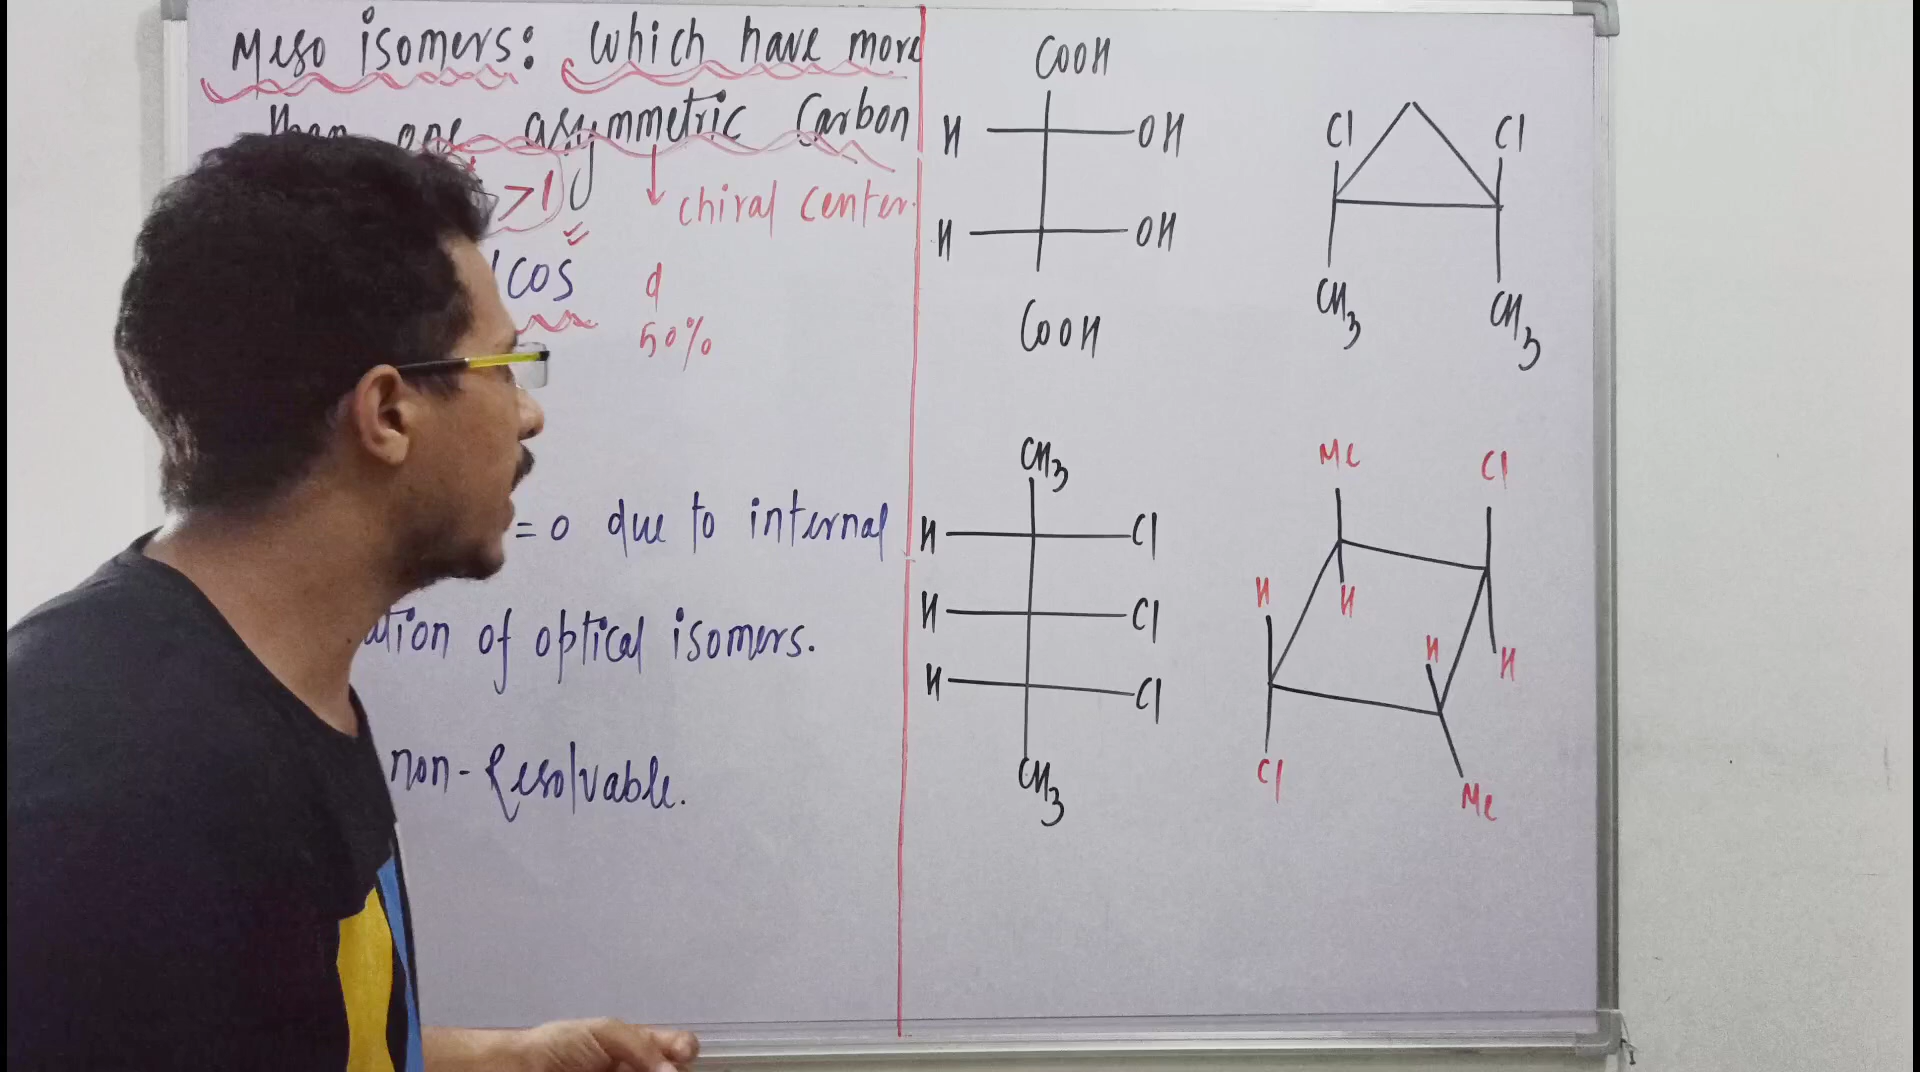 Meso isomers: Which have more
than one asymmetric Carbon
>1
chiral center.
cos d
50%
=0 due to internal
ation of optical isomers.
non-Resolvable.
COOH
H OH
H OH
COOH
Cl Cl
CH3 CH3
CH3
H Cl
H Cl
H Cl
CH3
Me Cl
H H
H H
Cl Me